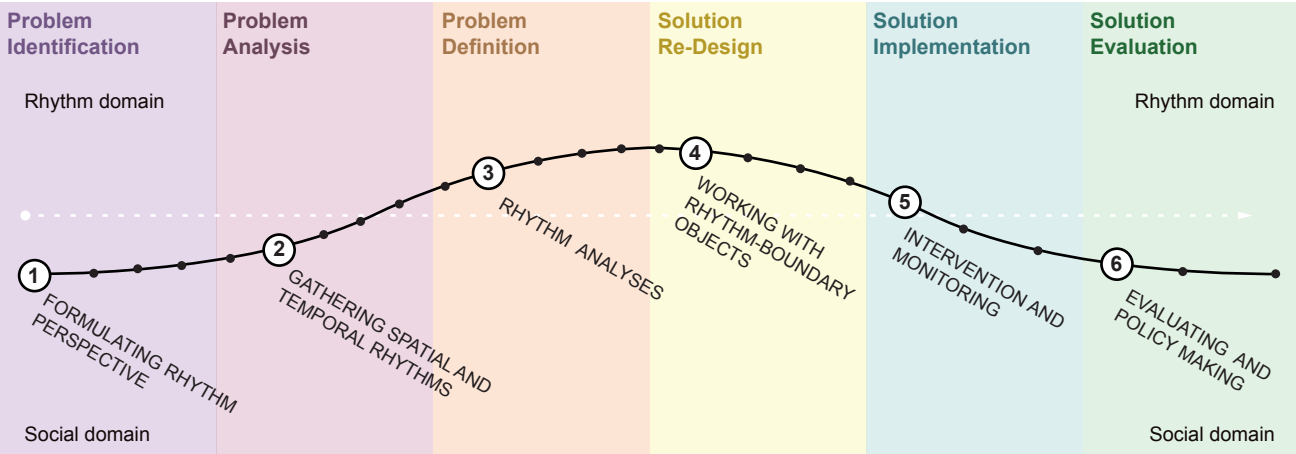 Problem
Identification
Problem
Analysis
Problem
Definition
Solution
Re-Design
Solution
Implementation
Solution
Evaluation
Rhythm domain
Rhythm domain
1
FORMULATING RHYTHM
PERSPECTIVE
2
GATHERING SPATIAL AND
TEMPORAL RHYTHMS
3
RHYTHM ANALYSES
4
WORKING WITH
RHYTHM-BOUNDARY
OBJECTS
5
INTERVENTION AND
MONITORING
6
EVALUATING AND
POLICY MAKING
Social domain
Social domain